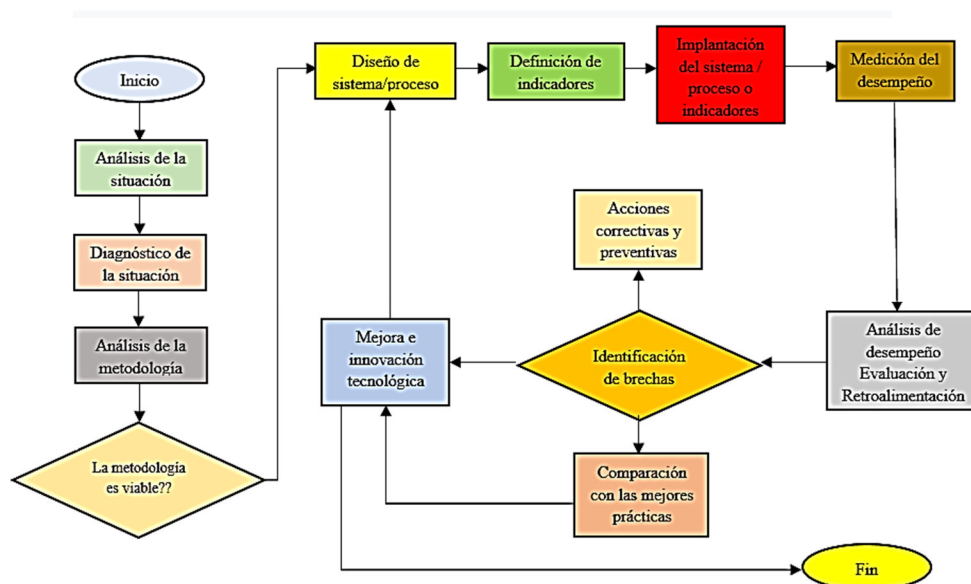 Inicio
Análisis de la
situación
Diagnóstico de
la situación
Análisis de la
metodología
La metodología
es viable??
Diseño de
sistema/proceso
Definición de
indicadores
Implantación
del sistema /
proceso o
indicadores
Medición del
desempeño
Análisis de
desempeño
Evaluación y
Retroalimentación
Identificación
de brechas
Acciones
correctivas y
preventivas
Comparación
con las mejores
prácticas
Mejora e
innovación
tecnológica
Fin